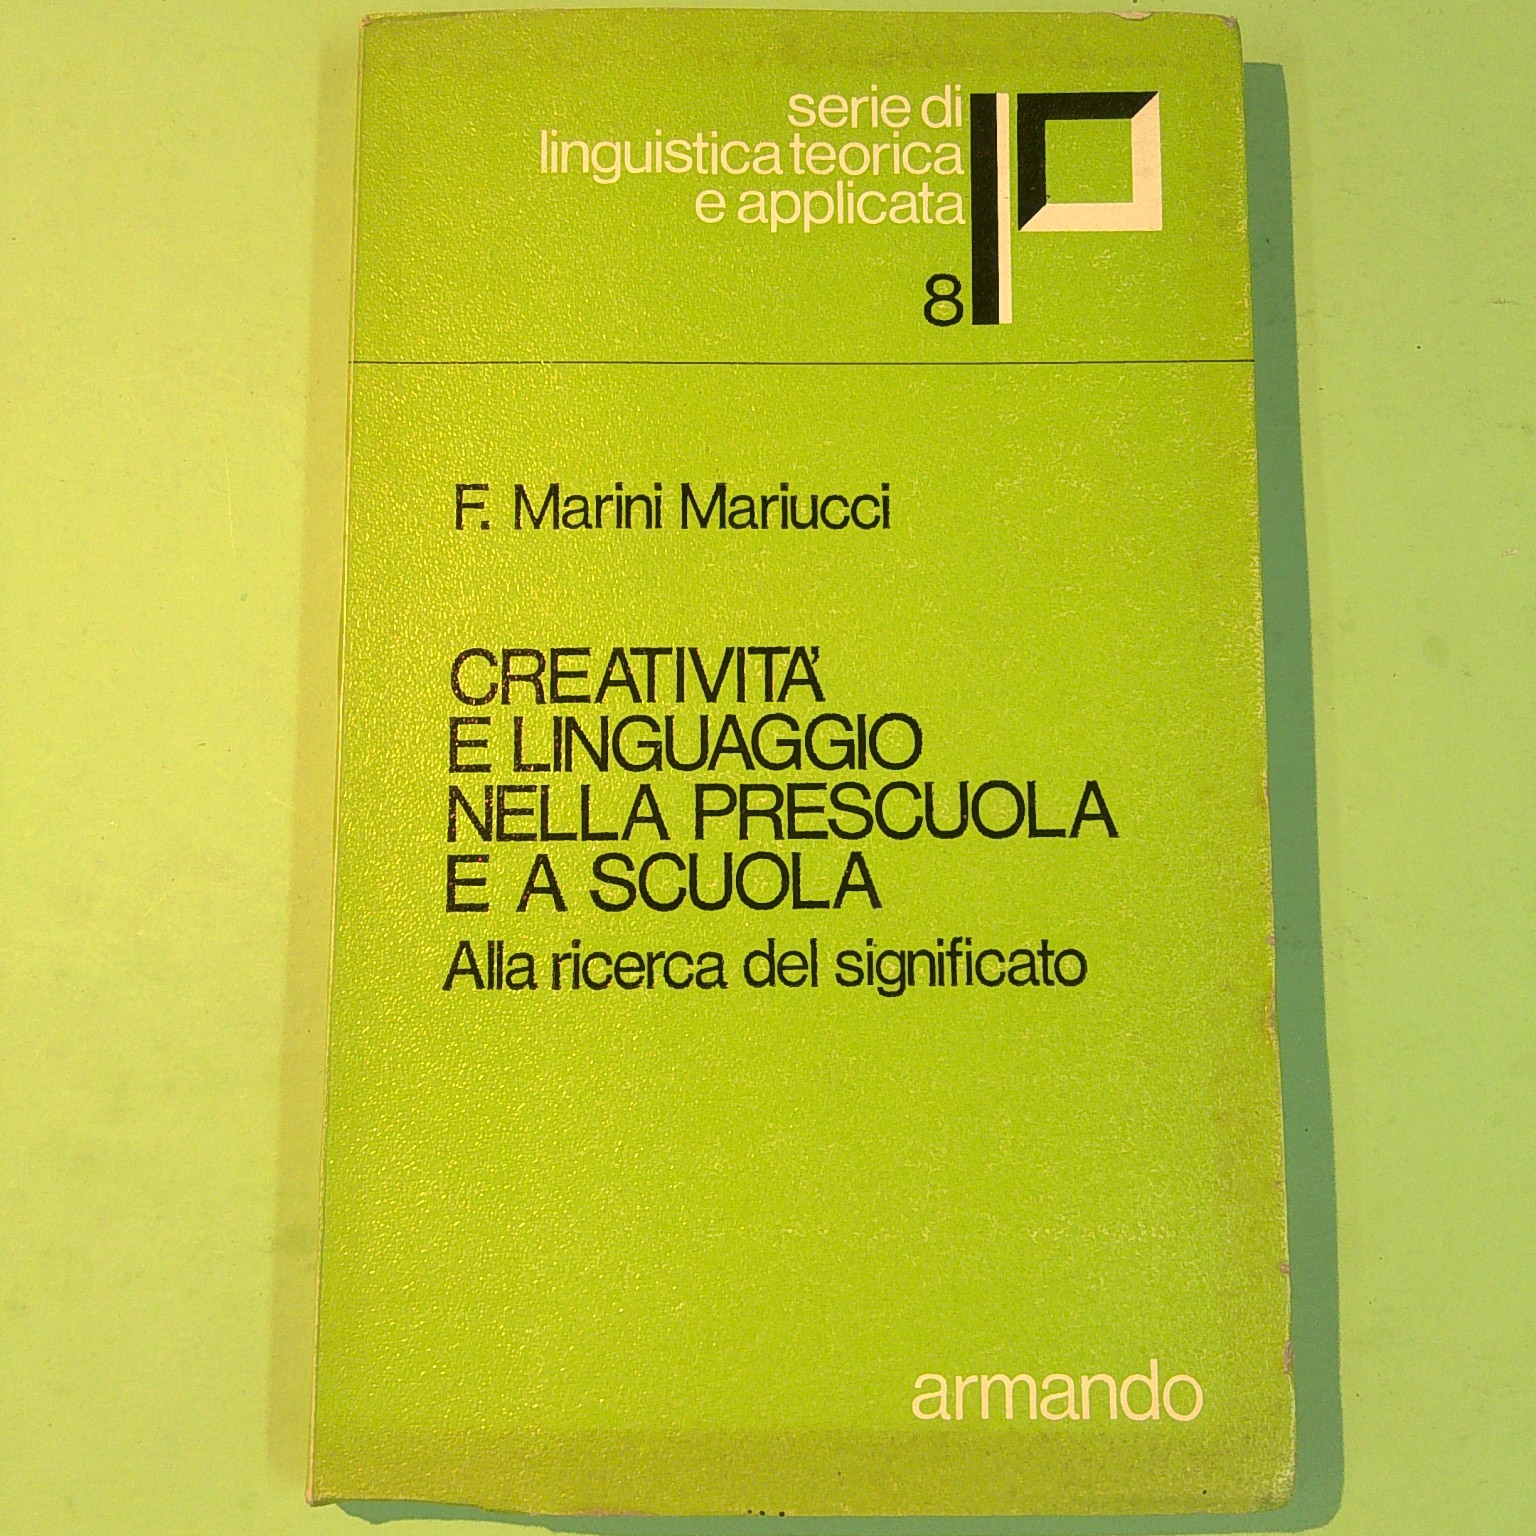 serie di
linguistica teorica
e applicata
8
F. Marini Mariucci
CREATIVITA'
E LINGUAGGIO
NELLA PRESCUOLA
E A SCUOLA
Alla ricerca del significato
armando